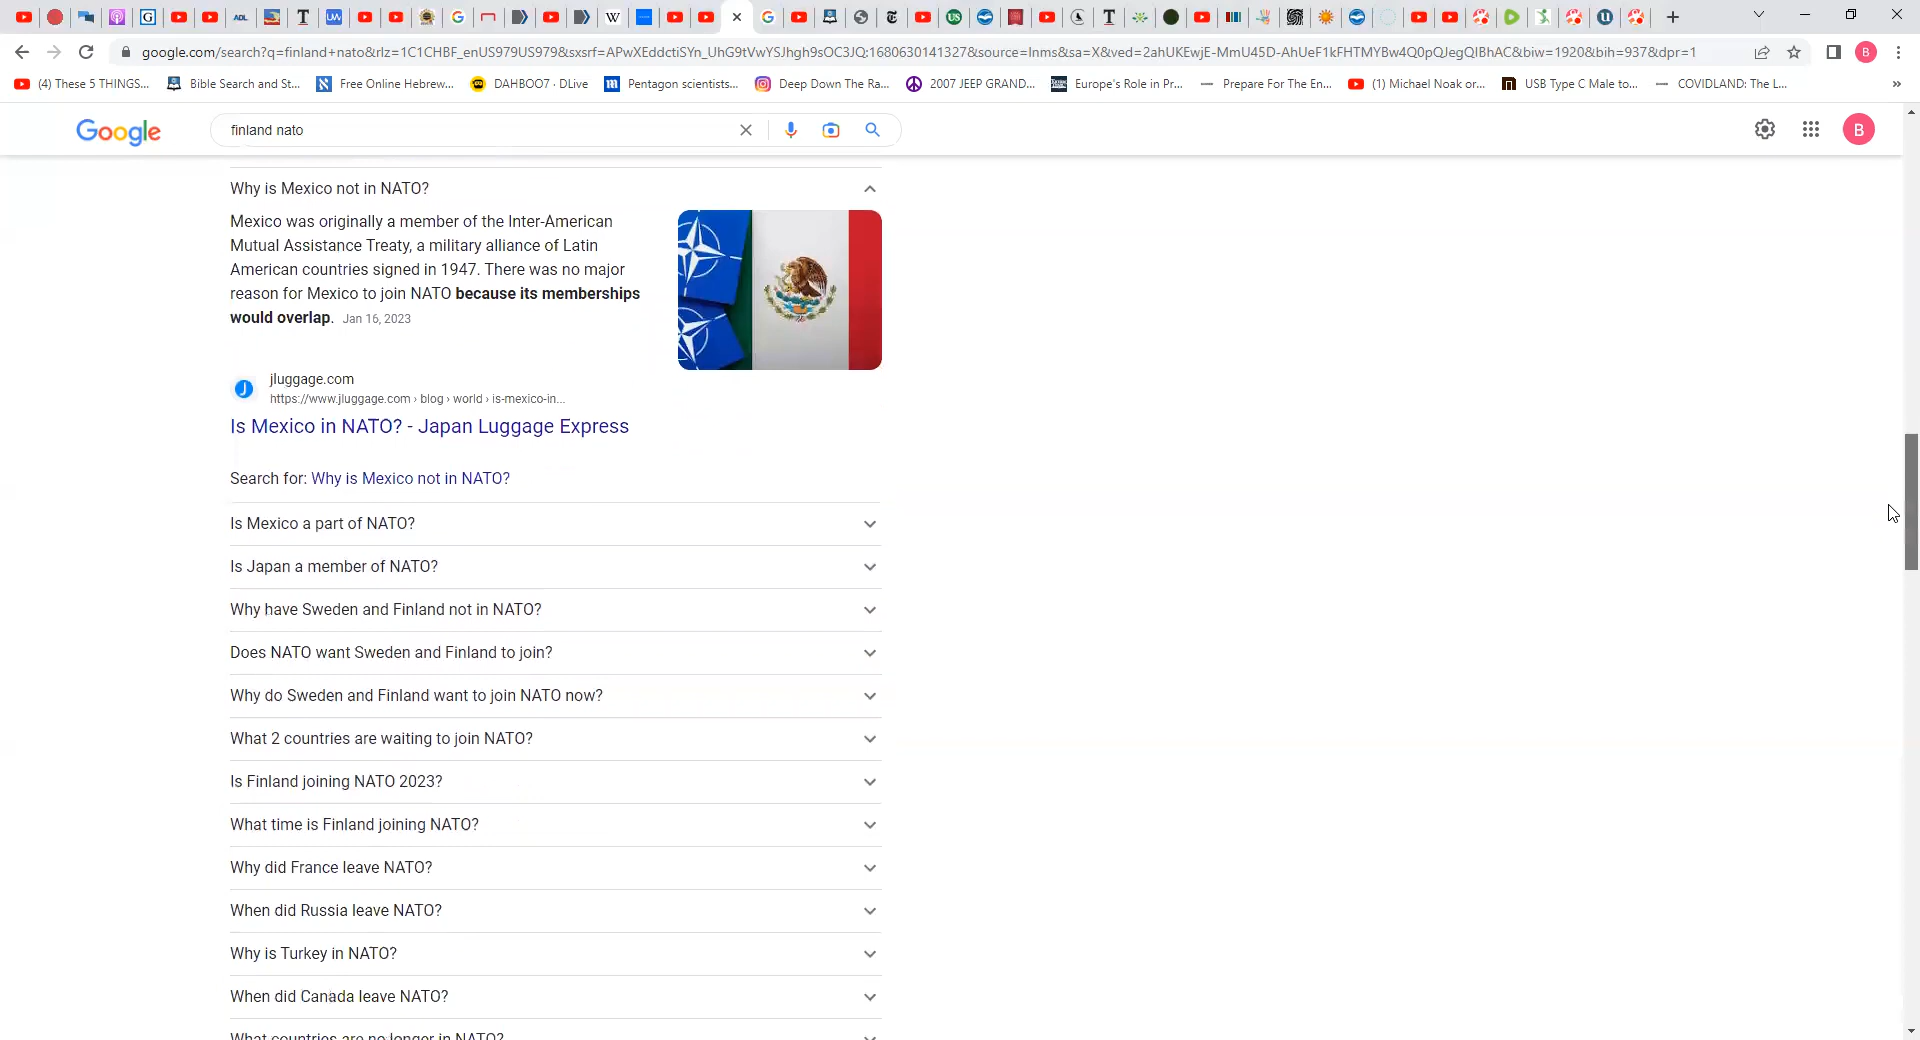 google.com/search?q=finland+nato&rlz=1C1CHBF_enUS979US979&sxsrf=APwXEddctiSYn_UhG9tVwYSJhgh9sOC3JQ:1680630141327&source=lnms&sa=X&ved=2ahUKEwjE-MmU45D-AhUeF1kFHTMYBw4Q0pQJegQIBhAC&biw=1920&bih=937&dpr=1
(4) These 5 THINGS... Bible Search and St... Free Online Hebrew... DAHBOO7 · DLive Pentagon scientists... Deep Down The Ra... 2007 JEEP GRAND... Europe's Role in Pr... Prepare For The En... (1) Michael Noak or... USB Type C Male to... COVIDLAND: The L... »
Google finland nato B
Why is Mexico not in NATO?
Mexico was originally a member of the Inter-American
Mutual Assistance Treaty, a military alliance of Latin
American countries signed in 1947. There was no major
reason for Mexico to join NATO because its memberships
would overlap. Jan 16, 2023
jluggage.com
https://www.jluggage.com › blog › world › is-mexico-in...
Is Mexico in NATO? - Japan Luggage Express
Search for: Why is Mexico not in NATO?
Is Mexico a part of NATO?
Is Japan a member of NATO?
Why have Sweden and Finland not in NATO?
Does NATO want Sweden and Finland to join?
Why do Sweden and Finland want to join NATO now?
What 2 countries are waiting to join NATO?
Is Finland joining NATO 2023?
What time is Finland joining NATO?
Why did France leave NATO?
When did Russia leave NATO?
Why is Turkey in NATO?
When did Canada leave NATO?
What countries are no longer in NATO?